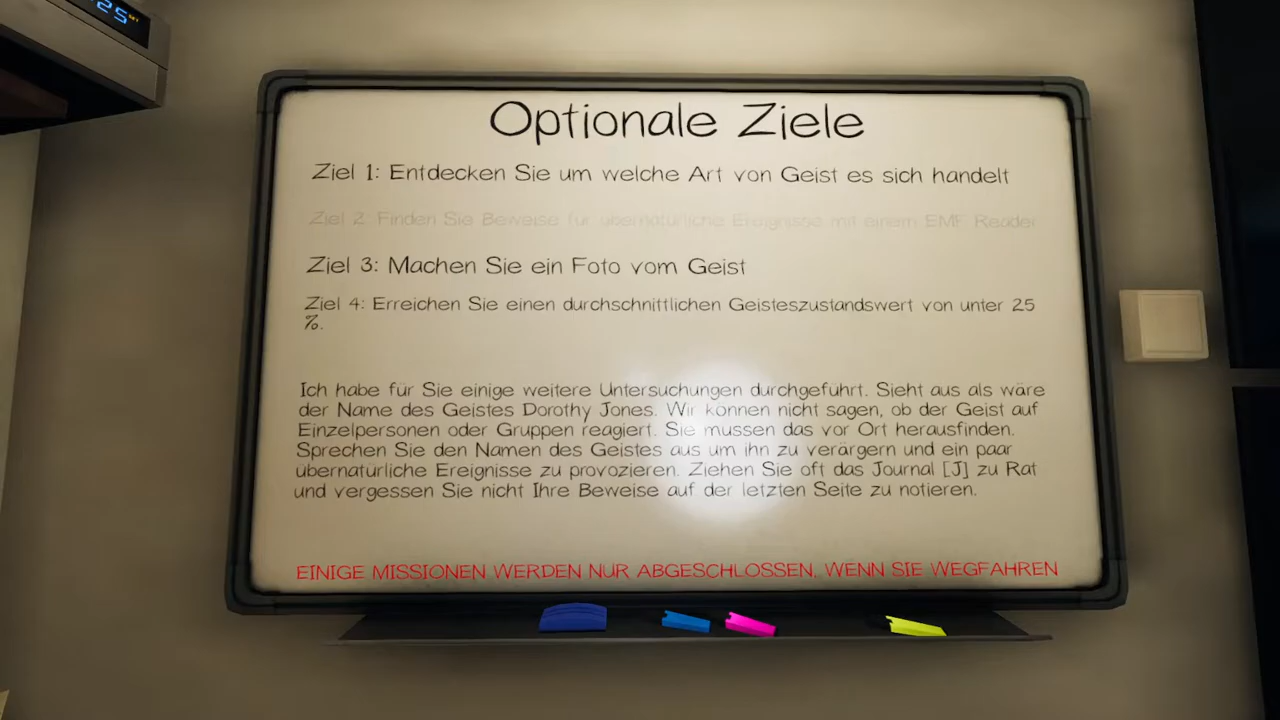 25
Optionale Ziele
Ziel 1: Entdecken Sie um welche Art von Geist es sich handelt
Ziel 2: Finden Sie Beweise für übernatürliche Ereignisse mit einem EMF Reader
Ziel 3: Machen Sie ein Foto vom Geist
Ziel 4: Erreichen Sie einen durchschnittlichen Geisteszustandswert von unter 25
%.
Ich habe für Sie einige weitere Untersuchungen durchgeführt. Sieht aus als wäre
der Name des Geistes Dorothy Jones. Wir können nicht sagen, ob der Geist auf
Einzelpersonen oder Gruppen reagiert. Sie mussen das vor Ort herausfinden.
Sprechen Sie den Namen des Geistes aus um ihn zu verärgern und ein paar
übernatürliche Ereignisse zu provozieren. Ziehen Sie oft das Journal [J] zu Rat
und vergessen Sie nicht Ihre Beweise auf der letzten Seite zu notieren.
EINIGE MISSIONEN WERDEN NUR ABGESCHLOSSEN, WENN SIE WEGFAHREN